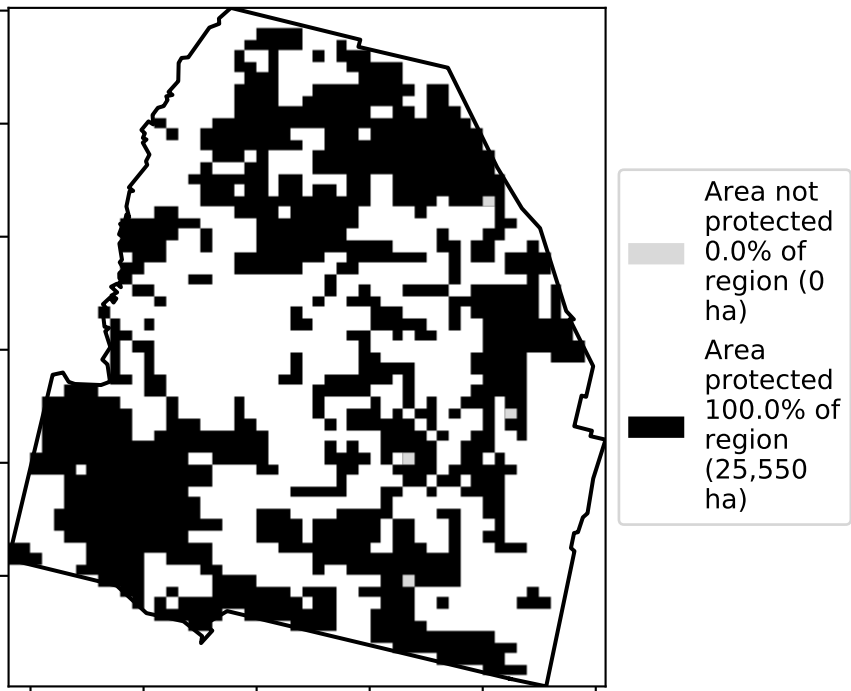 Area not
protected
0.0% of
region (0
ha)
Area
protected
100.0% of
region
(25,550
ha)